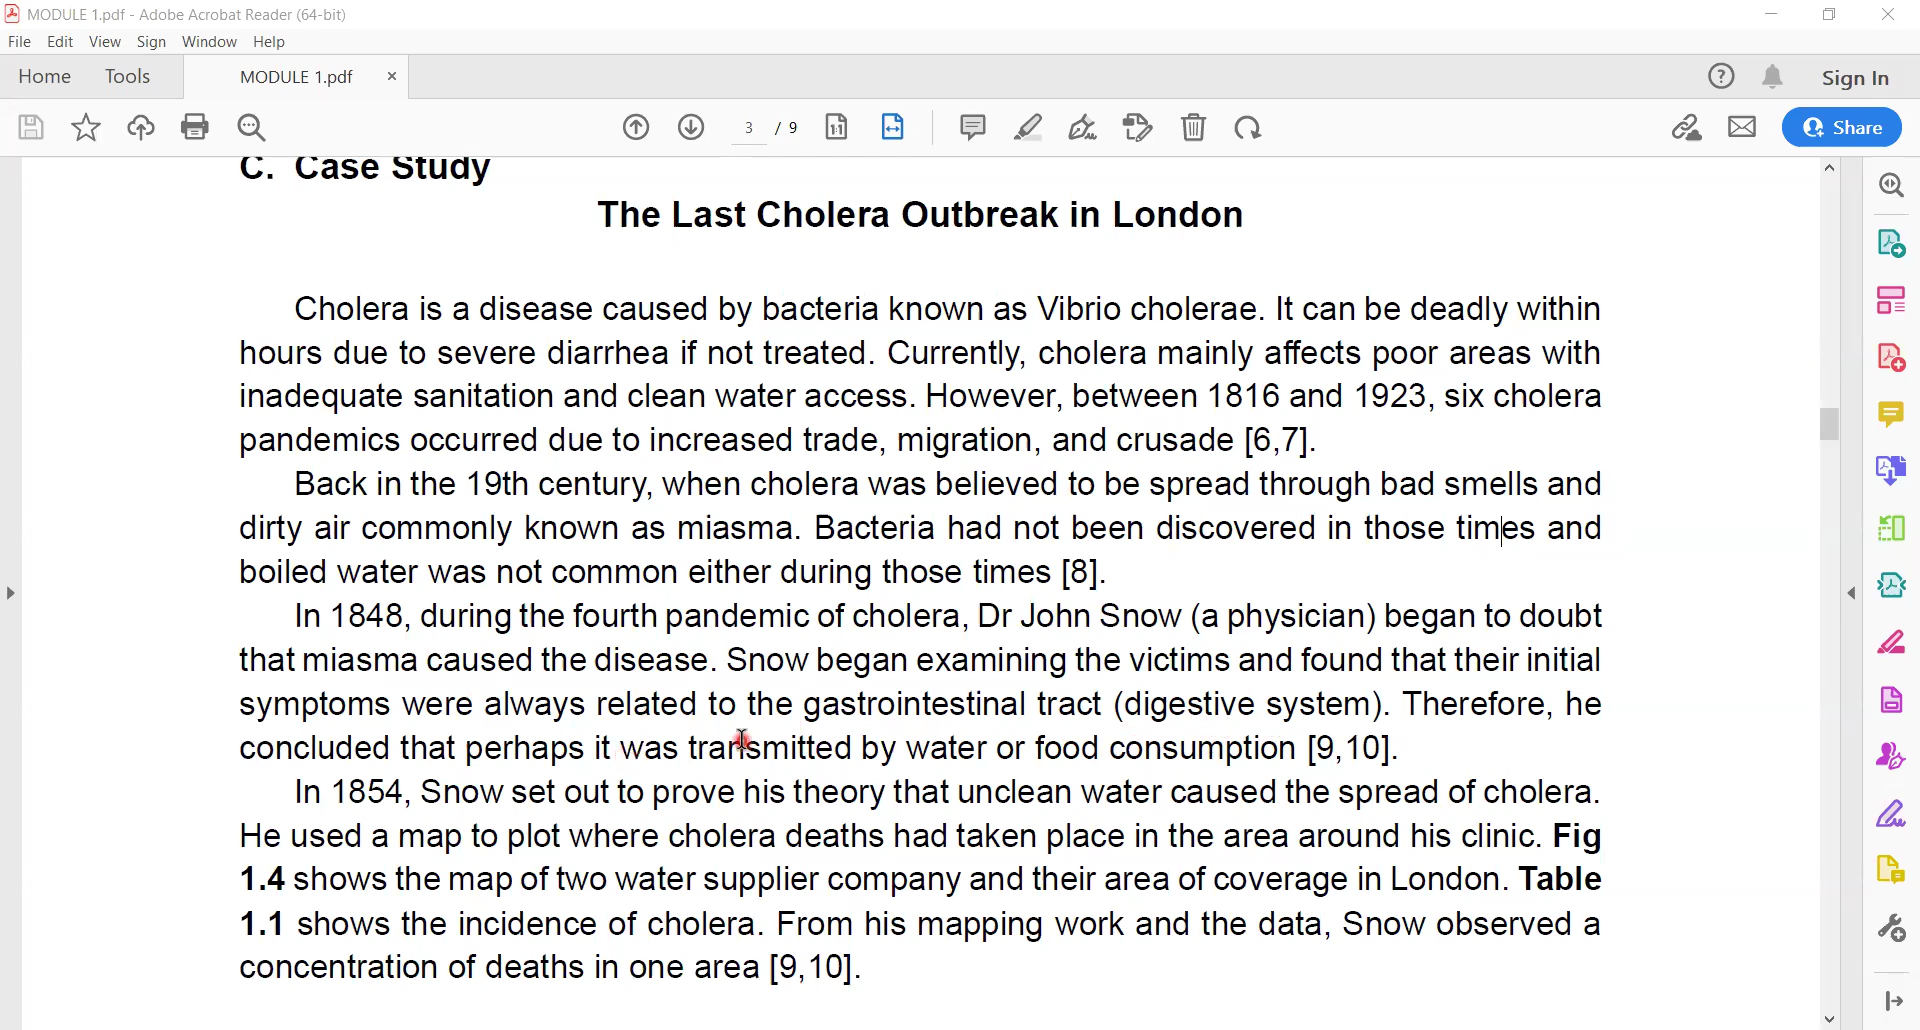 MODULE 1.pdf - Adobe Acrobat Reader (64-bit)
File Edit View Sign Window Help
Home Tools MODULE 1.pdf × Sign In
3 / 9 Share
C. Case Study
The Last Cholera Outbreak in London
Cholera is a disease caused by bacteria known as Vibrio cholerae. It can be deadly within
hours due to severe diarrhea if not treated. Currently, cholera mainly affects poor areas with
inadequate sanitation and clean water access. However, between 1816 and 1923, six cholera
pandemics occurred due to increased trade, migration, and crusade [6,7].
Back in the 19th century, when cholera was believed to be spread through bad smells and
dirty air commonly known as miasma. Bacteria had not been discovered in those times and
boiled water was not common either during those times [8].
In 1848, during the fourth pandemic of cholera, Dr John Snow (a physician) began to doubt
that miasma caused the disease. Snow began examining the victims and found that their initial
symptoms were always related to the gastrointestinal tract (digestive system). Therefore, he
concluded that perhaps it was transmitted by water or food consumption [9,10].
In 1854, Snow set out to prove his theory that unclean water caused the spread of cholera.
He used a map to plot where cholera deaths had taken place in the area around his clinic. Fig
1.4 shows the map of two water supplier company and their area of coverage in London. Table
1.1 shows the incidence of cholera. From his mapping work and the data, Snow observed a
concentration of deaths in one area [9,10].